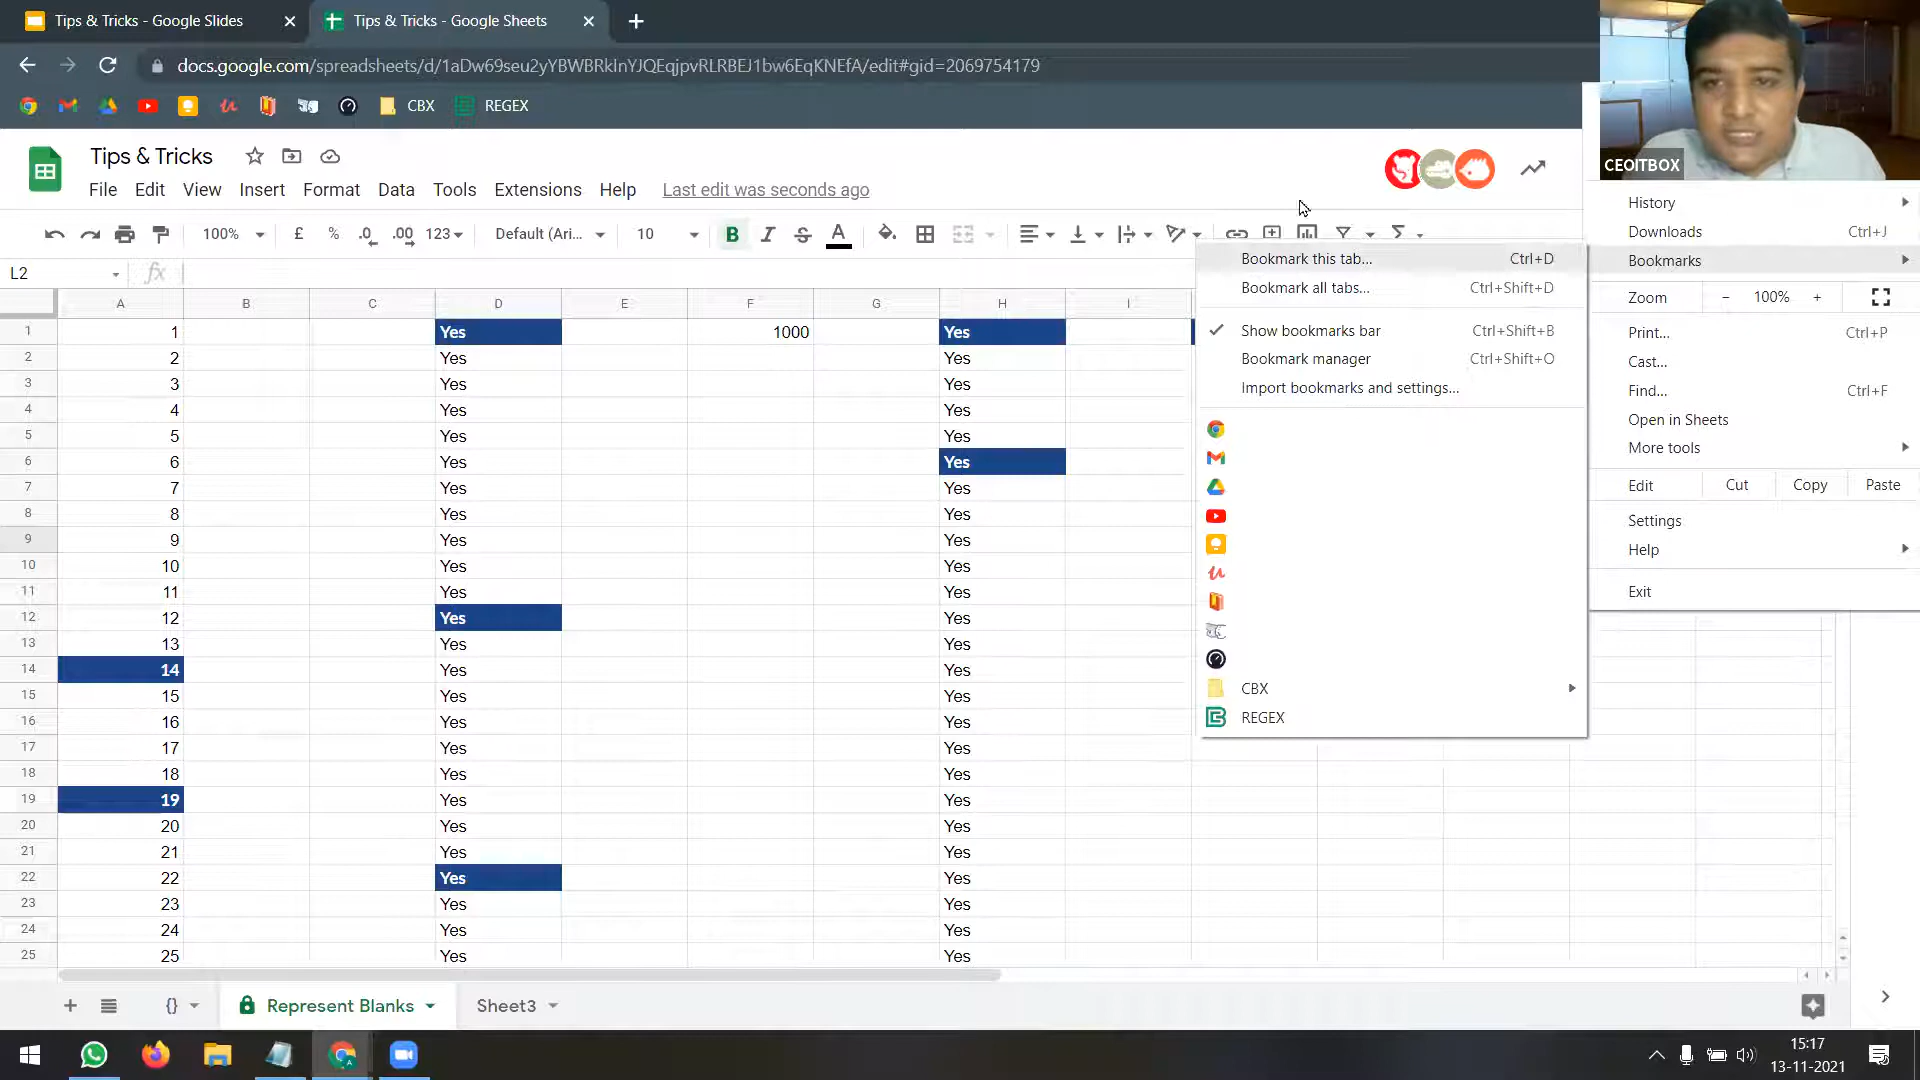 Tips & Tricks - Google Slides
Tips & Tricks - Google Sheets
docs.google.com/spreadsheets/d/1aDw69seu2yYBWBRkInYJQEqjpvRLRBEJ1bw6EqKNEfA/edit#gid=2069754179
CBX
REGEX
Tips & Tricks
CEOITBOX
File Edit View Insert Format Data Tools Extensions Help Last edit was seconds ago
100% £ % .0 .00 123 Default (Ari... 10 B I S A
L2 fx
A B C D E F G H I
1 1 Yes 1000 Yes
2 2 Yes Yes
3 3 Yes Yes
4 4 Yes Yes
5 5 Yes Yes
6 6 Yes Yes
7 7 Yes Yes
8 8 Yes Yes
9 9 Yes Yes
10 10 Yes Yes
11 11 Yes Yes
12 12 Yes Yes
13 13 Yes Yes
14 14 Yes Yes
15 15 Yes Yes
16 16 Yes Yes
17 17 Yes Yes
18 18 Yes Yes
19 19 Yes Yes
20 20 Yes Yes
21 21 Yes Yes
22 22 Yes Yes
23 23 Yes Yes
24 24 Yes Yes
25 25 Yes Yes
Bookmark this tab... Ctrl+D
Bookmark all tabs... Ctrl+Shift+D
Show bookmarks bar Ctrl+Shift+B
Bookmark manager Ctrl+Shift+O
Import bookmarks and settings...
CBX
REGEX
History
Downloads Ctrl+J
Bookmarks
Zoom - 100% +
Print... Ctrl+P
Cast...
Find... Ctrl+F
Open in Sheets
More tools
Edit Cut Copy Paste
Settings
Help
Exit
+ {} Represent Blanks Sheet3
15:17
13-11-2021